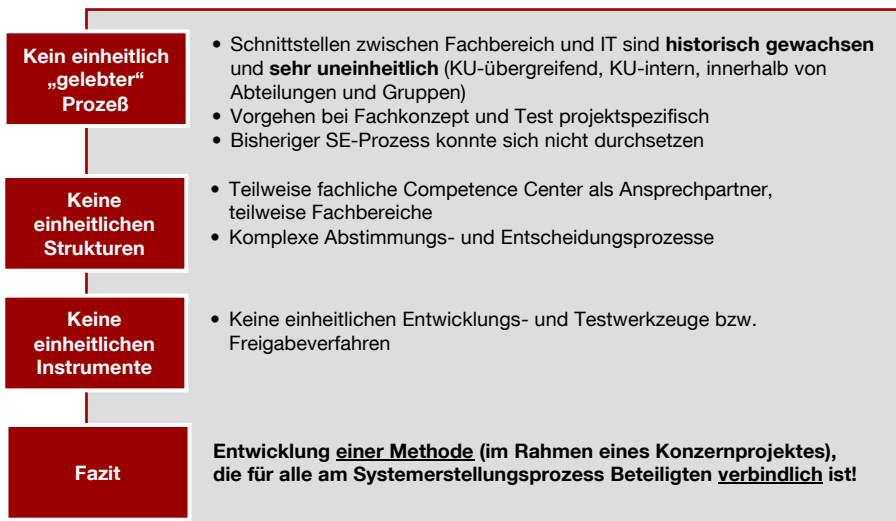 Kein einheitlich
„gelebter“
Prozeß
• Schnittstellen zwischen Fachbereich und IT sind historisch gewachsen
und sehr uneinheitlich (KU-übergreifend, KU-intern, innerhalb von
Abteilungen und Gruppen)
• Vorgehen bei Fachkonzept und Test projektspezifisch
• Bisheriger SE-Prozess konnte sich nicht durchsetzen
Keine
einheitlichen
Strukturen
• Teilweise fachliche Competence Center als Ansprechpartner,
teilweise Fachbereiche
• Komplexe Abstimmungs- und Entscheidungsprozesse
Keine
einheitlichen
Instrumente
• Keine einheitlichen Entwicklungs- und Testwerkzeuge bzw.
Freigabeverfahren
Fazit
Entwicklung einer Methode (im Rahmen eines Konzernprojektes),
die für alle am Systemerstellungsprozess Beteiligten verbindlich ist!